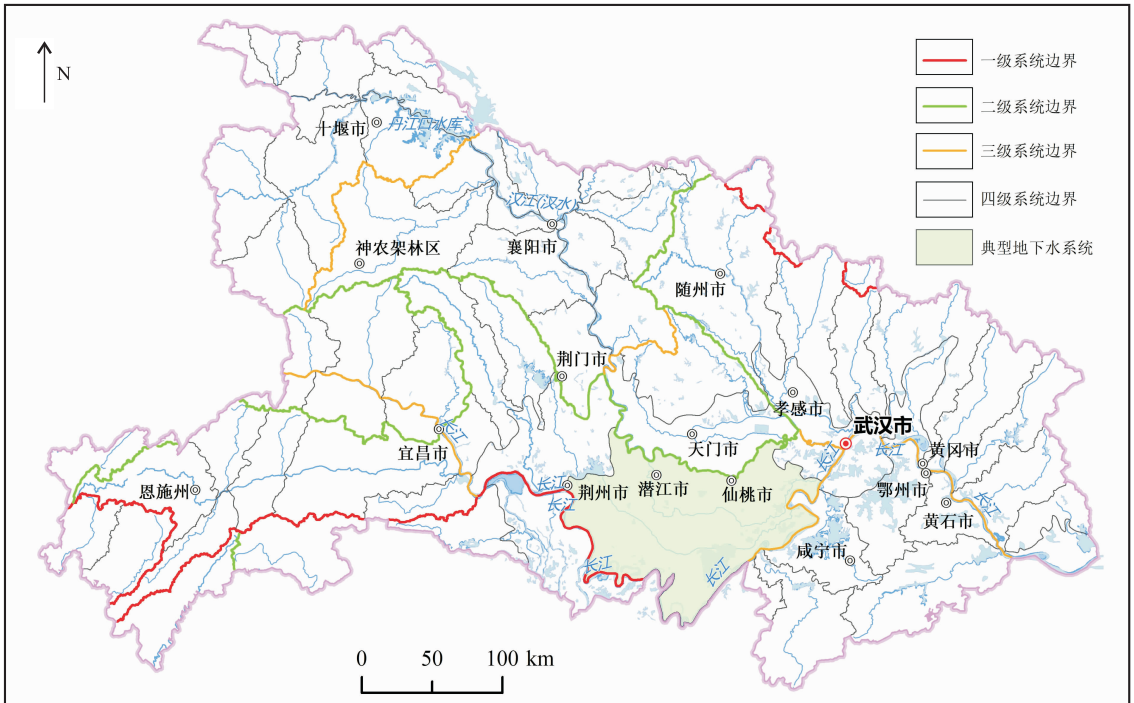 N
一级系统边界
二级系统边界
三级系统边界
四级系统边界
典型地下水系统
十堰市
丹江口水库
汉江(汉水)
神农架林区
襄阳市
随州市
荆门市
孝感市
武汉市
长江
宜昌市
天门市
长江
长江
黄冈市
恩施州
长江
荆州市
潜江市
仙桃市
鄂州市
长江
长江
黄石市
咸宁市
长江
长江
0 50 100 km